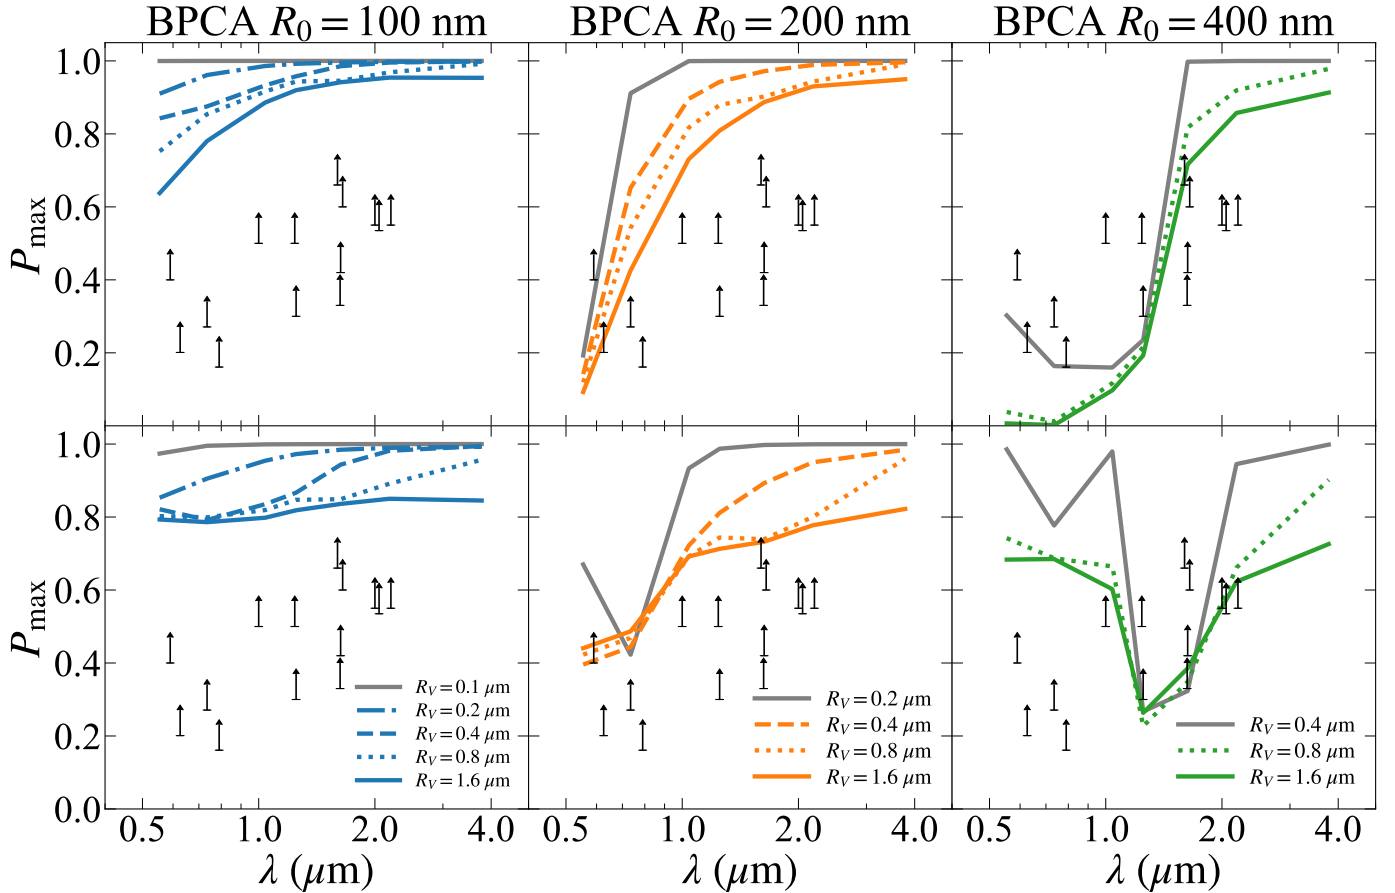 BPCA R0 = 100 nm
BPCA R0 = 200 nm
BPCA R0 = 400 nm
Pmax
1.0
0.8
0.6
0.4
0.2
Pmax
1.0
0.8
0.6
0.4
0.2
0.0
RV = 0.1 μm
RV = 0.2 μm
RV = 0.4 μm
RV = 0.8 μm
RV = 1.6 μm
RV = 0.2 μm
RV = 0.4 μm
RV = 0.8 μm
RV = 1.6 μm
RV = 0.4 μm
RV = 0.8 μm
RV = 1.6 μm
0.5 1.0 2.0 4.0
0.5 1.0 2.0 4.0
0.5 1.0 2.0 4.0
λ (μm)
λ (μm)
λ (μm)